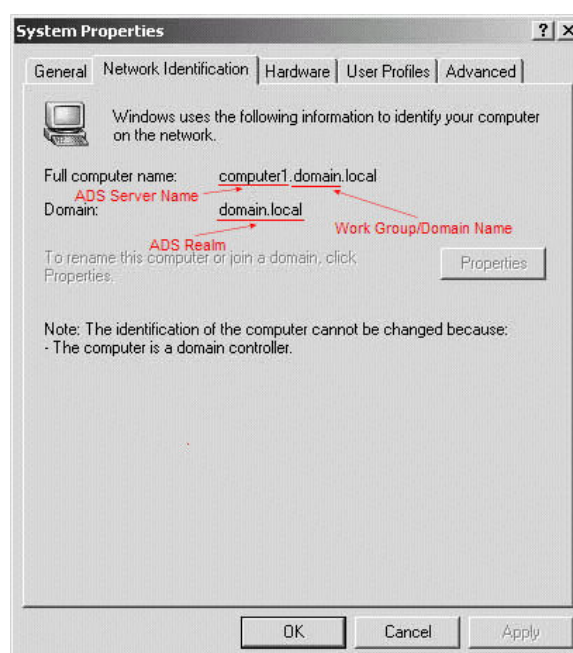 System Properties
General Network Identification Hardware User Profiles Advanced
Windows uses the following information to identify your computer
on the network.
Full computer name: computer1.domain.local
ADS Server Name
Domain: domain.local
Work Group/Domain Name
ADS Realm
To rename this computer or join a domain, click
Properties.
Properties
Note: The identification of the computer cannot be changed because:
- The computer is a domain controller.
OK Cancel Apply